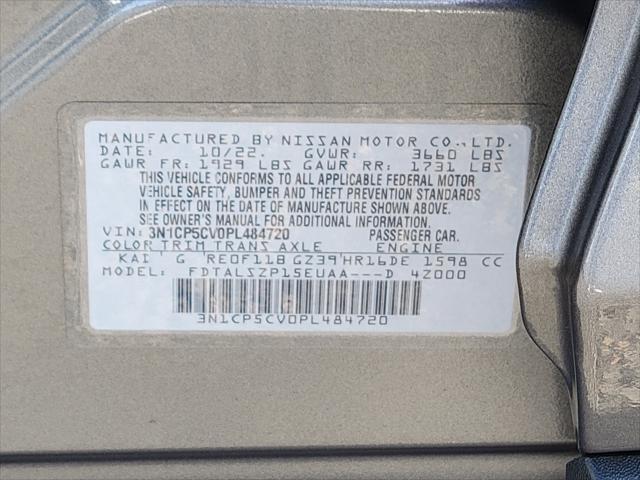 MANUFACTURED BY NISSAN MOTOR CO., LTD.
DATE: 10/22. GVWR: 3660 LBS
GAWR FR: 1929 LBS GAWR RR: 1731 LBS
THIS VEHICLE CONFORMS TO ALL APPLICABLE FEDERAL MOTOR
VEHICLE SAFETY, BUMPER AND THEFT PREVENTION STANDARDS
IN EFFECT ON THE DATE OF MANUFACTURE SHOWN ABOVE.
SEE OWNER'S MANUAL FOR ADDITIONAL INFORMATION.
VIN: 3N1CP5CV0PL484720 PASSENGER CAR.
COLOR TRIM TRANS AXLE ENGINE
KAI G RE0F11B GZ39 HR16DE 1598 CC
MODEL: FDTALSZP15EUAA---D 4Z000
3N1CP5CV0PL484720